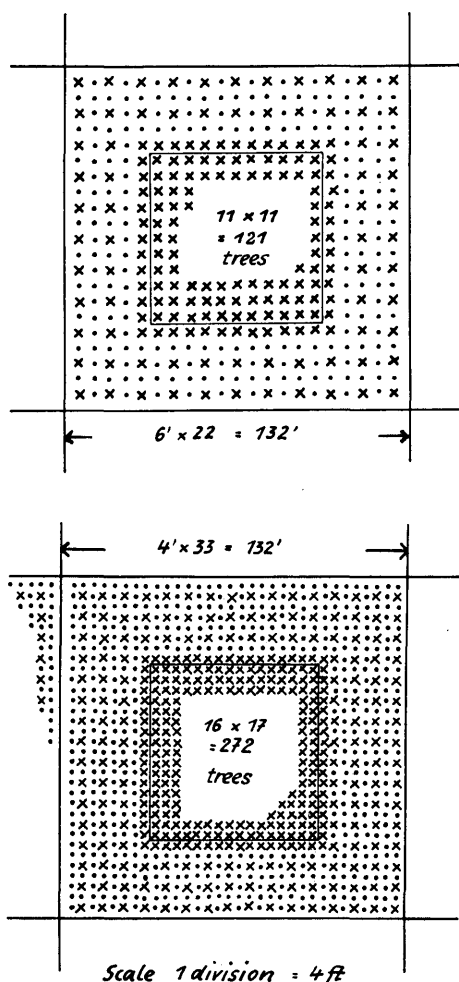 11 × 11
= 121
trees
6' × 22 = 132'
4' × 33 = 132'
16 × 17
= 272
trees
Scale 1 division = 4 ft